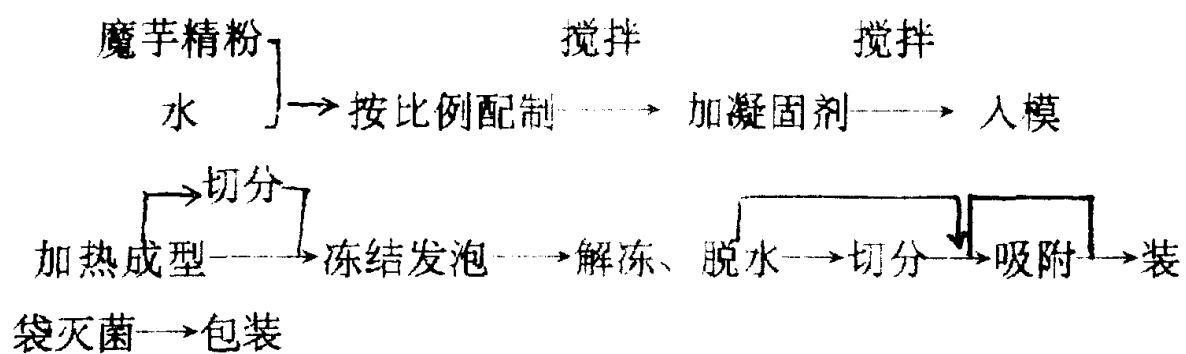 魔芋精粉 搅拌 搅拌
水 → 按比例配制 → 加凝固剂 → 入模
→ 切分
加热成型 → 冻结发泡 → 解冻、脱水 → 切分 → 吸附 → 装
袋灭菌 → 包装